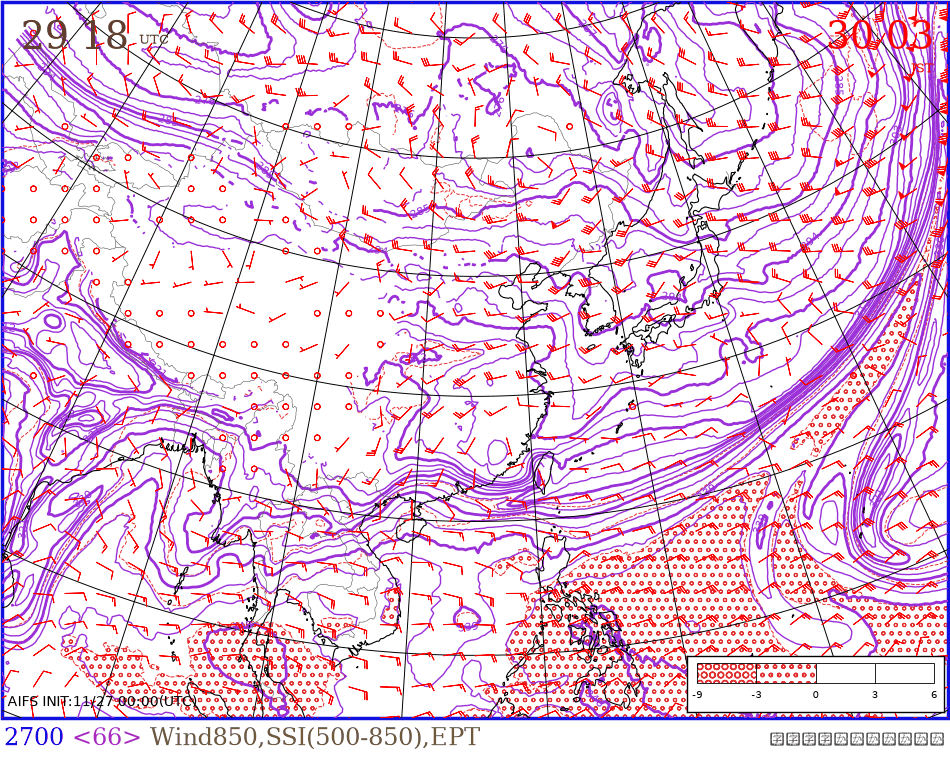 29 18 UTC
30.03
JST
AIFS INIT:11/27 00:00(UTC)
-9 -3 0 3 6
2700 <66> Wind850,SSI(500-850),EPT